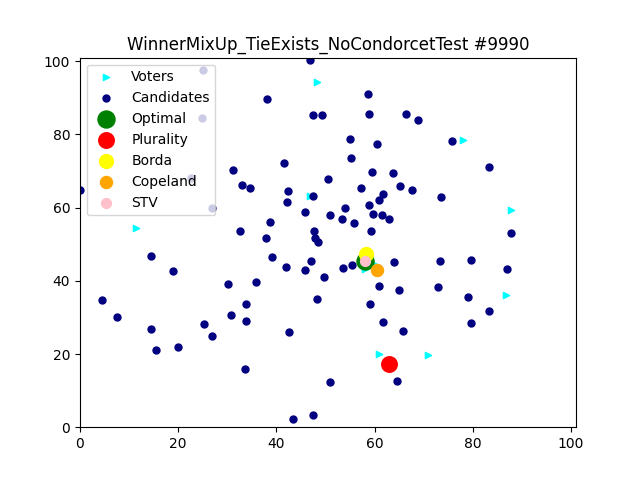 WinnerMixUp_TieExists_NoCondorcetTest #9990
100
80
60
40
20
0
Voters
Candidates
Optimal
Plurality
Borda
Copeland
STV
0 20 40 60 80 100